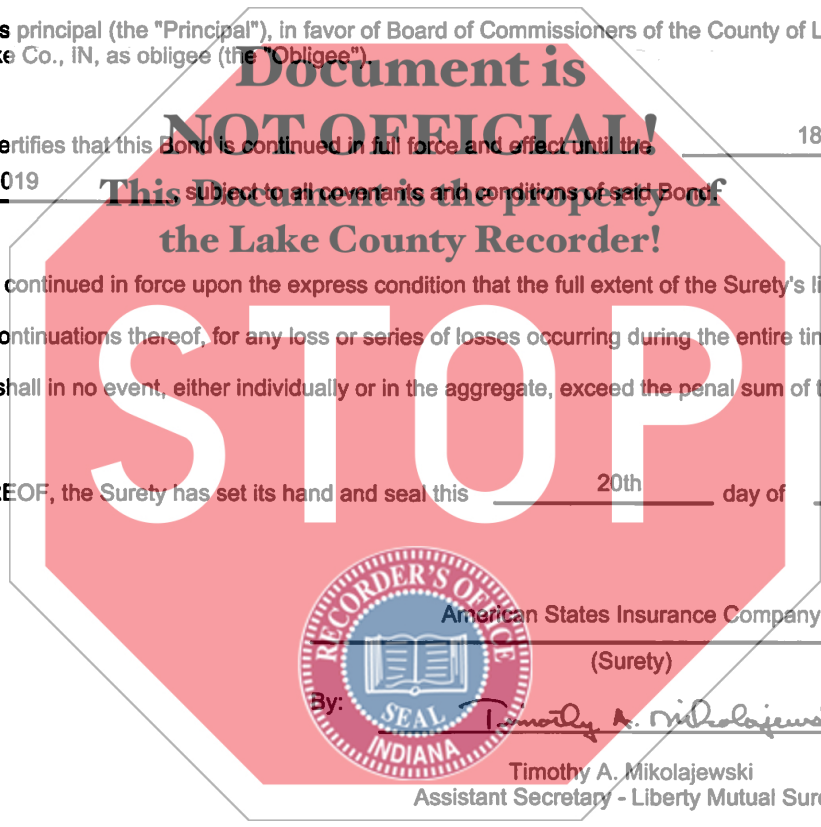 s principal (the "Principal"), in favor of Board of Commissioners of the County of L
e Co., IN, as obligee (the "Obligee").
Document is
NOT OFFICIAL!
ertifies that this Bond is continued in full force and effect until the 18
019 , subject to all covenants and conditions of said Bond.
This Document is the property of
the Lake County Recorder!
continued in force upon the express condition that the full extent of the Surety's li
ontinuations thereof, for any loss or series of losses occurring during the entire tin
shall in no event, either individually or in the aggregate, exceed the penal sum of t
STOP
EOF, the Surety has set its hand and seal this 20th day of
American States Insurance Company
(Surety)
RECORDER'S OFFICE
SEAL
INDIANA
By: Timothy A. Mikolajews
Timothy A. Mikolajewski
Assistant Secretary - Liberty Mutual Sure